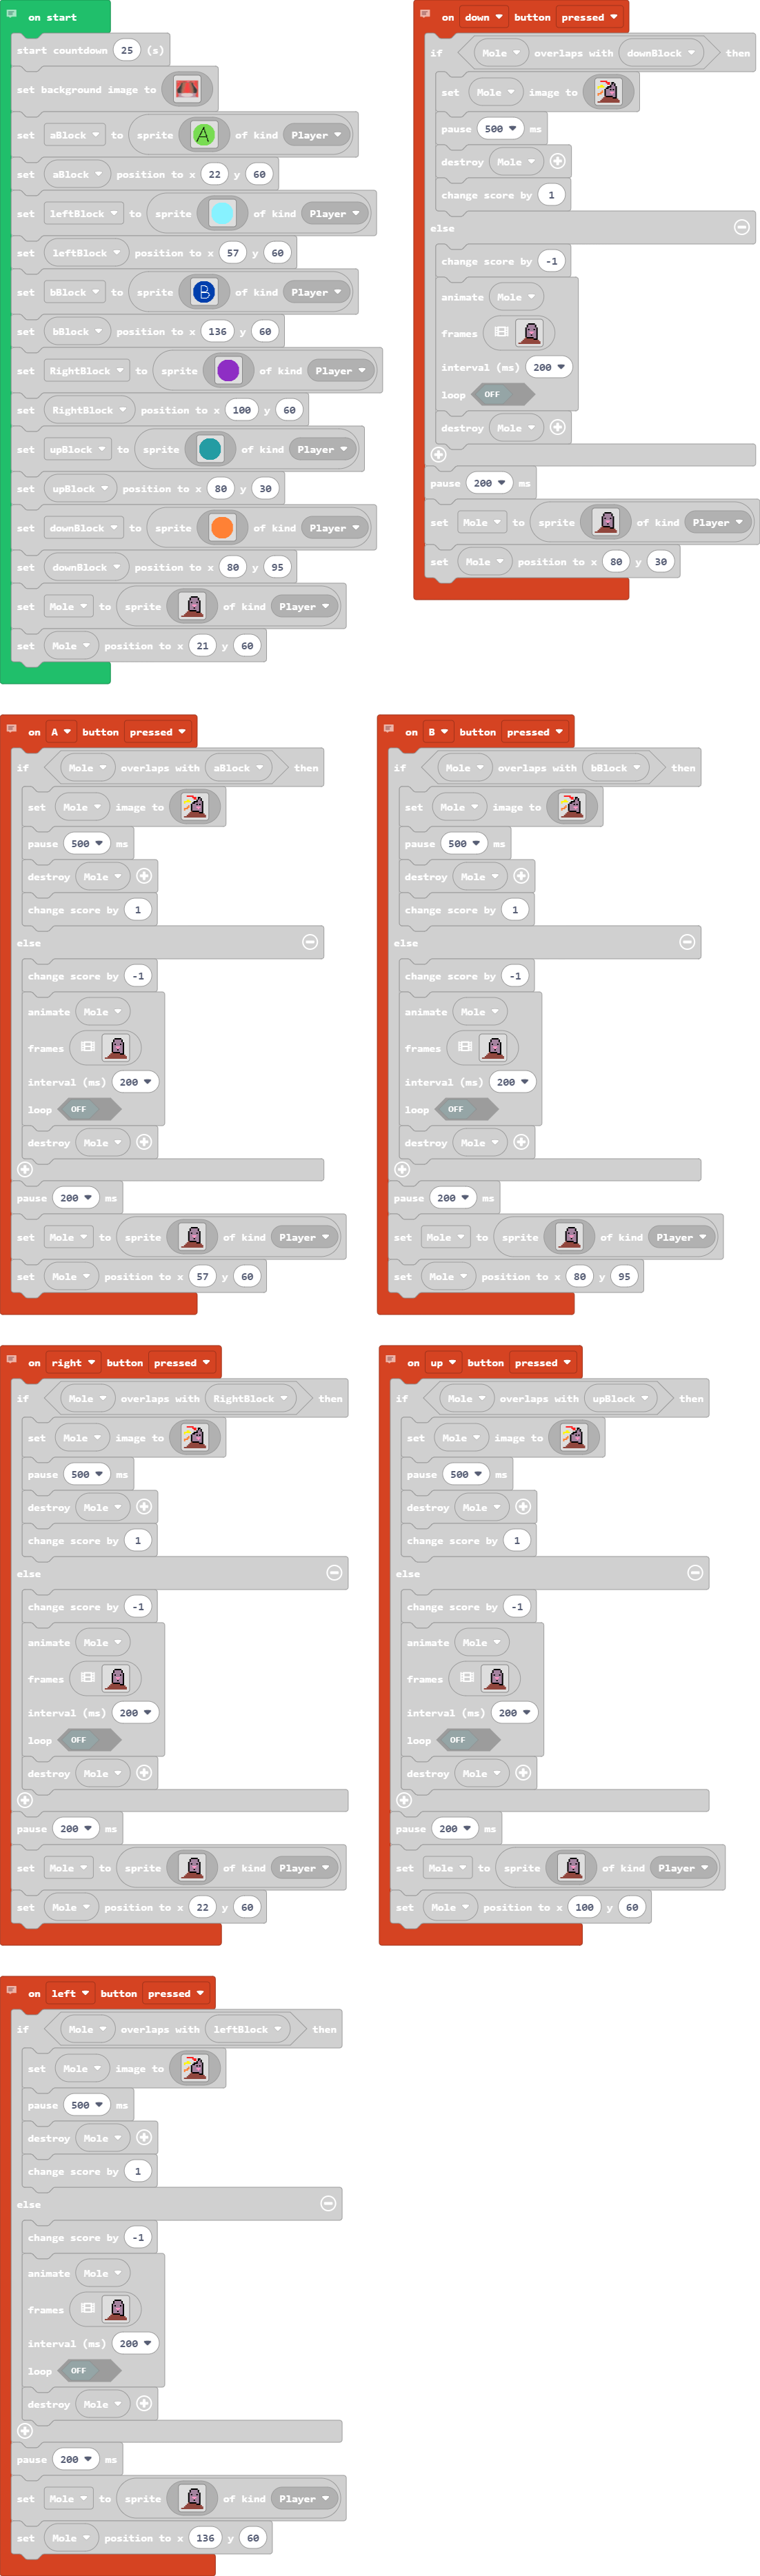 on start
start countdown 25 (s)
set background image to
set aBlock to sprite A of kind Player
set aBlock position to x 22 y 60
set leftBlock to sprite of kind Player
set leftBlock position to x 57 y 60
set bBlock to sprite B of kind Player
set bBlock position to x 136 y 60
set RightBlock to sprite of kind Player
set RightBlock position to x 100 y 60
set upBlock to sprite of kind Player
set upBlock position to x 80 y 30
set downBlock to sprite of kind Player
set downBlock position to x 80 y 95
set Mole to sprite of kind Player
set Mole position to x 21 y 60
on down button pressed
if Mole overlaps with downBlock then
set Mole image to
pause 500 ms
destroy Mole
change score by 1
else
change score by -1
animate Mole
frames
interval (ms) 200
loop OFF
destroy Mole
pause 200 ms
set Mole to sprite of kind Player
set Mole position to x 80 y 30
on A button pressed
if Mole overlaps with aBlock then
set Mole image to
pause 500 ms
destroy Mole
change score by 1
else
change score by -1
animate Mole
frames
interval (ms) 200
loop OFF
destroy Mole
pause 200 ms
set Mole to sprite of kind Player
set Mole position to x 57 y 60
on B button pressed
if Mole overlaps with bBlock then
set Mole image to
pause 500 ms
destroy Mole
change score by 1
else
change score by -1
animate Mole
frames
interval (ms) 200
loop OFF
destroy Mole
pause 200 ms
set Mole to sprite of kind Player
set Mole position to x 80 y 95
on right button pressed
if Mole overlaps with RightBlock then
set Mole image to
pause 500 ms
destroy Mole
change score by 1
else
change score by -1
animate Mole
frames
interval (ms) 200
loop OFF
destroy Mole
pause 200 ms
set Mole to sprite of kind Player
set Mole position to x 22 y 60
on up button pressed
if Mole overlaps with upBlock then
set Mole image to
pause 500 ms
destroy Mole
change score by 1
else
change score by -1
animate Mole
frames
interval (ms) 200
loop OFF
destroy Mole
pause 200 ms
set Mole to sprite of kind Player
set Mole position to x 100 y 60
on left button pressed
if Mole overlaps with leftBlock then
set Mole image to
pause 500 ms
destroy Mole
change score by 1
else
change score by -1
animate Mole
frames
interval (ms) 200
loop OFF
destroy Mole
pause 200 ms
set Mole to sprite of kind Player
set Mole position to x 136 y 60